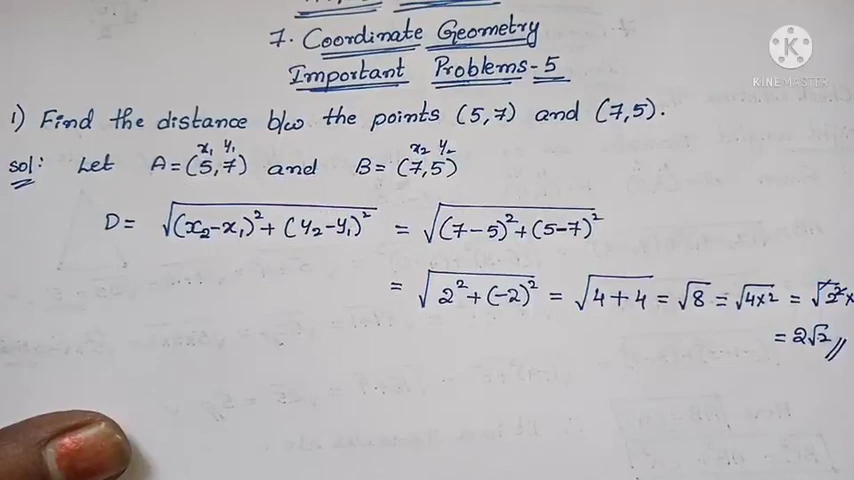 7. Coordinate Geometry
Important Problems-5
KINEMASTER
1) Find the distance b/w the points (5,7) and (7,5).
x₁ y₁ x₂ y₂
Sol: Let A=(5,7) and B=(7,5)
D= √(x₂-x₁)²+(y₂-y₁)² = √(7-5)²+(5-7)²
= √2²+(-2)² = √4+4 = √8 = √4×2 = √2²×
= 2√2//